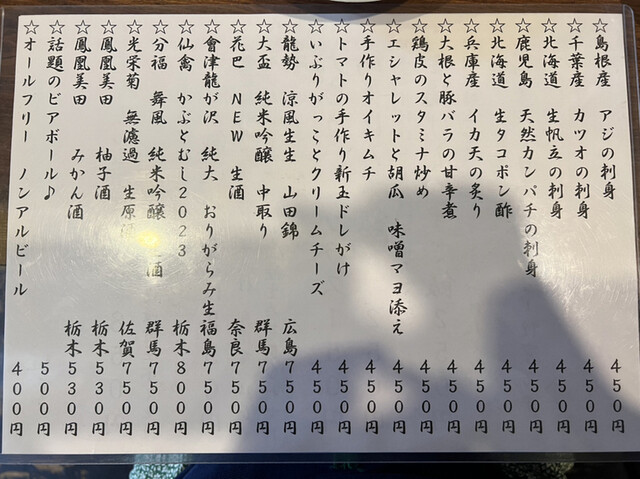 ☆島根産 アジの刺身 450円
☆千葉産 カツオの刺身 450円
☆北海道 生帆立の刺身 450円
☆鹿児島 天然カンパチの刺身 450円
☆北海道 生タコポン酢 450円
☆兵庫産 イカ天の炙り 450円
☆大根と豚バラの甘辛煮 450円
☆鶏皮のスタミナ炒め 450円
☆エシャレットと胡瓜 味噌マヨ添え 450円
☆手作りオイキムチ 450円
☆トマトの手作り新玉ドレがけ 450円
☆いぶりがっことクリームチーズ 450円
☆龍勢 涼風生生 山田錦 広島750円
☆大盃 純米吟醸 中取り 群馬750円
☆花巴 NEW 生酒 奈良750円
☆會津龍が沢 純大 おりがらみ生 福島750円
☆仙禽 かぶとむし2023 栃木800円
☆分福 舞風 純米吟醸 酒 群馬750円
☆光栄菊 無濾過 生原酒 佐賀750円
☆鳳凰美田 柚子酒 栃木530円
☆鳳凰美田 みかん酒 栃木530円
☆話題のビアボール♪ 500円
☆オールフリー ノンアルビール 400円